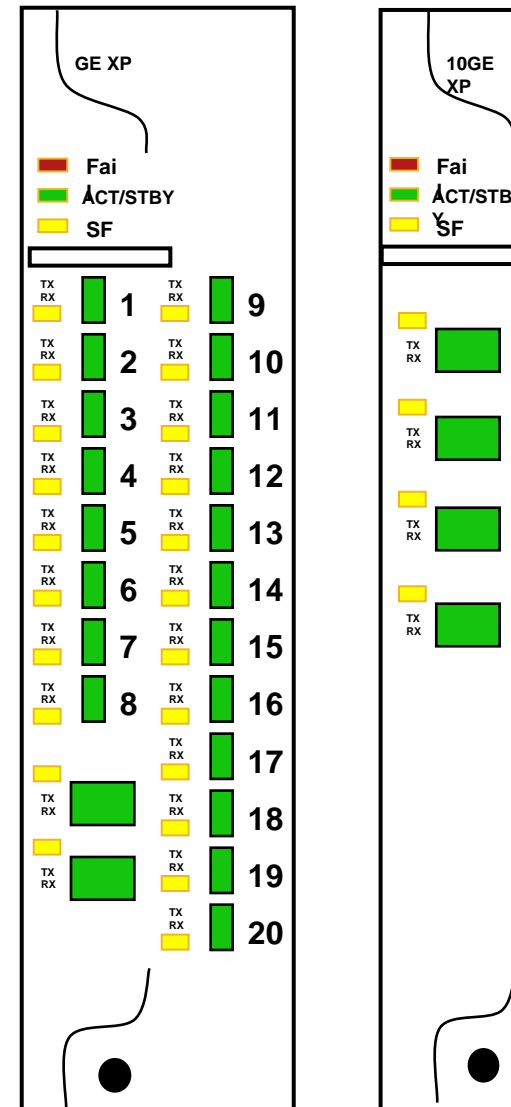 GE XP
Fai
l
ACT/STBY
SF
TX
RX
1
TX
RX
2
TX
RX
3
TX
RX
4
TX
RX
5
TX
RX
6
TX
RX
7
TX
RX
8
TX
RX
TX
RX
TX
RX
9
TX
RX
10
TX
RX
11
TX
RX
12
TX
RX
13
TX
RX
14
TX
RX
15
TX
RX
16
TX
RX
17
TX
RX
18
TX
RX
19
TX
RX
20
10GE
XP
Fai
l
ACT/STB
Y
SF
TX
RX
TX
RX
TX
RX
TX
RX